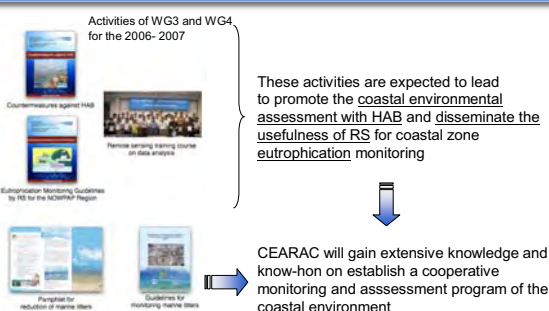 Activities of WG3 and WG4
for the 2006- 2007
Countermeasures against HAB
Remote sensing training course
on data analysis
Eutrophication Monitoring Guidelines
by RS for the NOWPAP Region
These activities are expected to lead
to promote the coastal environmental
assessment with HAB and disseminate the
usefulness of RS for coastal zone
eutrophication monitoring
Pamphlet for
reduction of marine litters
Guidelines for
monitoring marine litters
CEARAC will gain extensive knowledge and
know-hon on establish a cooperative
monitoring and asssessment program of the
coastal environment